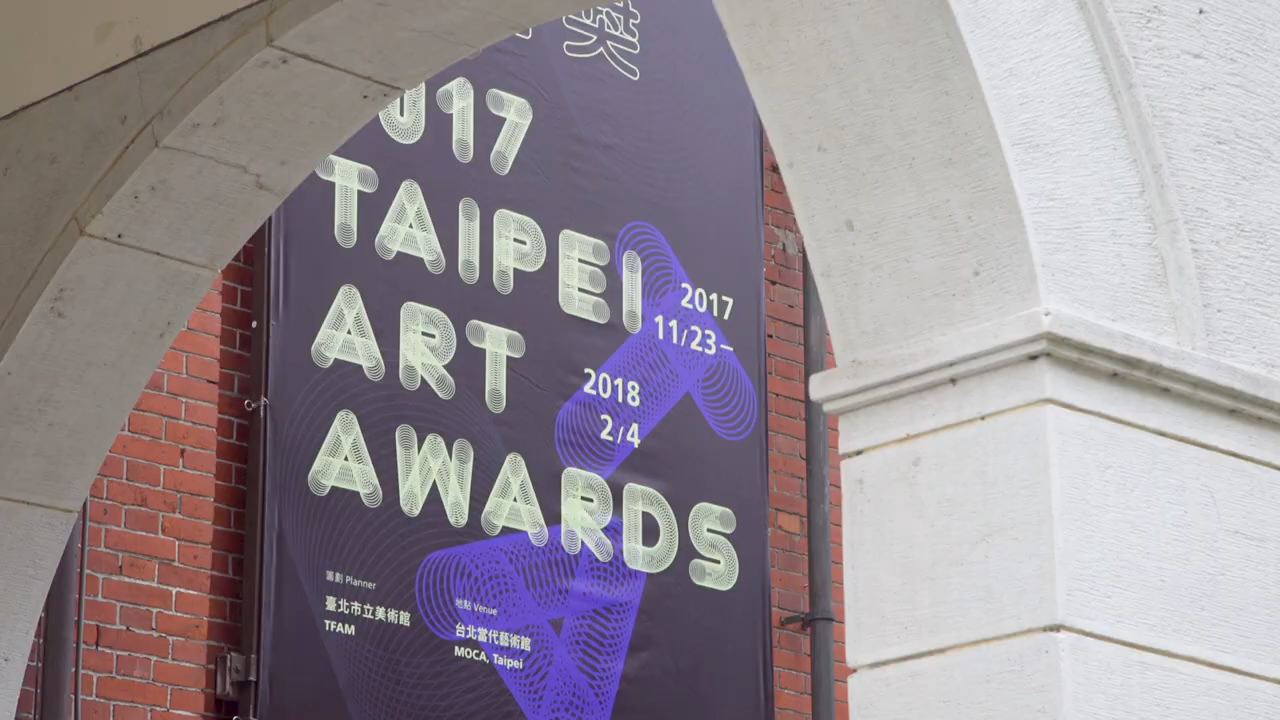 獎
017
TAIPEI
ART
AWARDS
2017
11/23–
2018
2/4
籌劃 Planner
臺北市立美術館
TFAM
地點 Venue
台北當代藝術館
MOCA, Taipei